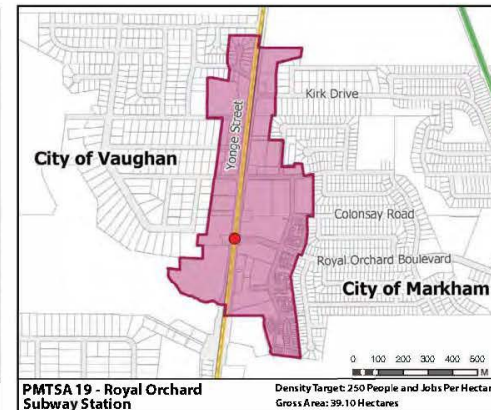 Kirk Drive
Yonge Street
City of Vaughan
Colonsay Road
Royal Orchard Boulevard
City of Markham
0 100 200 300 400 500
M
PMTSA 19 - Royal Orchard
Subway Station
Density Target: 250 People and Jobs Per Hectar
Gross Area: 39.10 Hectares